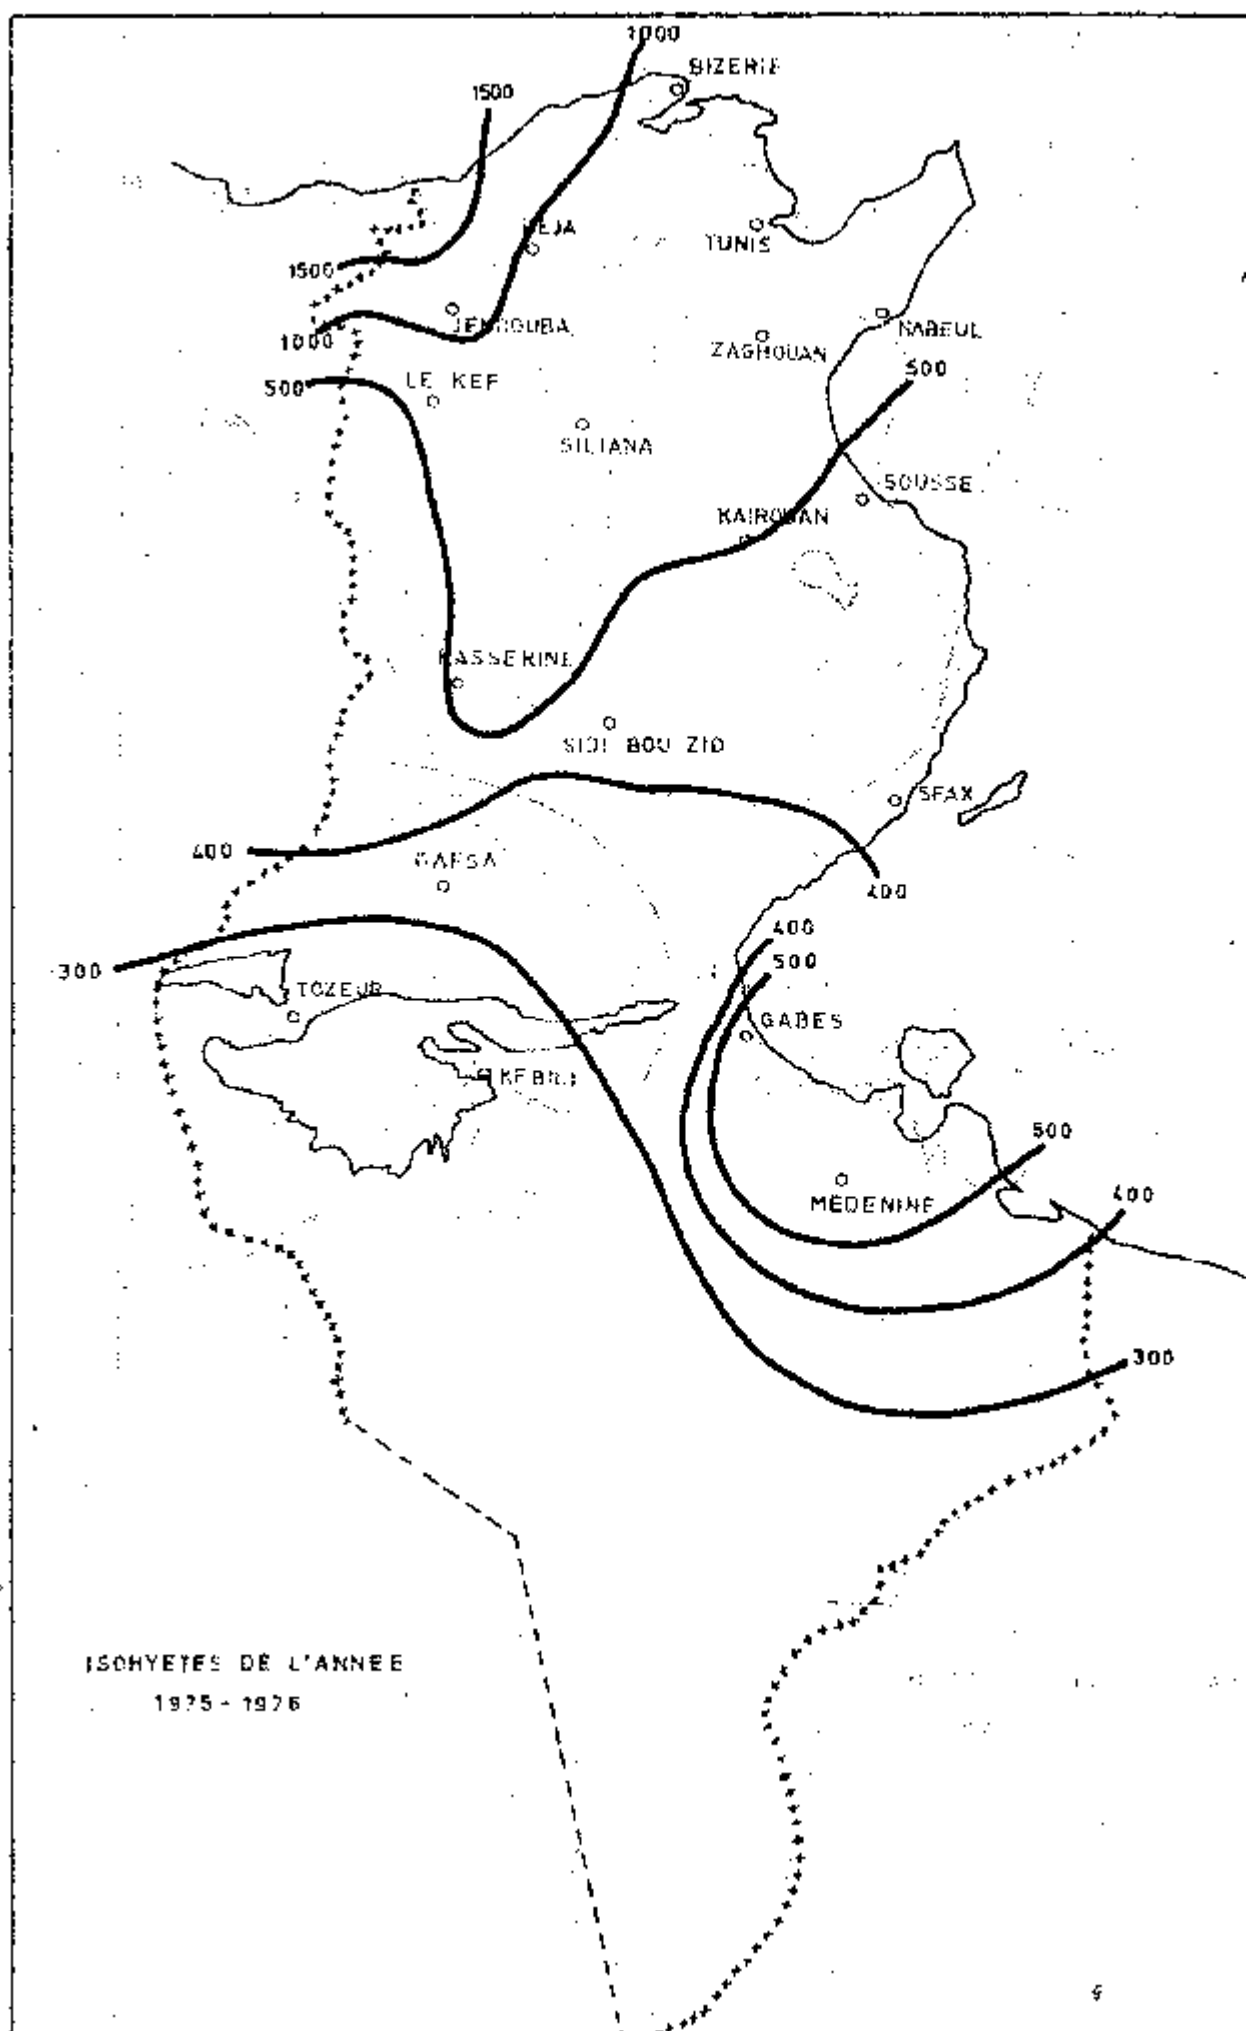 1000
BIZERTE
1500
BEJA
TUNIS
1500
JENDOUBA
NABEUL
1000
ZAGHOUAN
500
LE KEF
500
SILIANA
SOUSSE
KAIROUAN
KASSERINE
SIDI BOU ZID
SFAX
400
GAFSA
400
400
300
500
TOZEUR
GABES
KEBILI
500
MEDENINE
400
300
ISOHYETES DE L'ANNEE
1975 - 1976